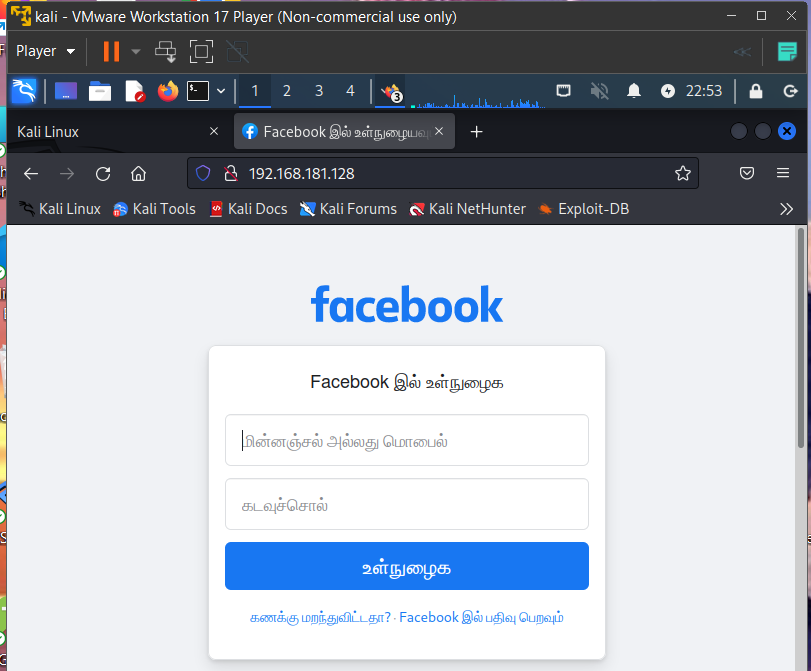 kali - VMware Workstation 17 Player (Non-commercial use only)
Player
1 2 3 4 3 22:53
Kali Linux Facebook இல் உள்நுழையவு
192.168.181.128
Kali Linux Kali Tools Kali Docs Kali Forums Kali NetHunter Exploit-DB
facebook
Facebook இல் உள்நுழைக
மின்னஞ்சல் அல்லது மொபைல்
கடவுச்சொல்
உள்நுழைக
கணக்கு மறந்துவிட்டதா? · Facebook இல் பதிவு பெறவும்